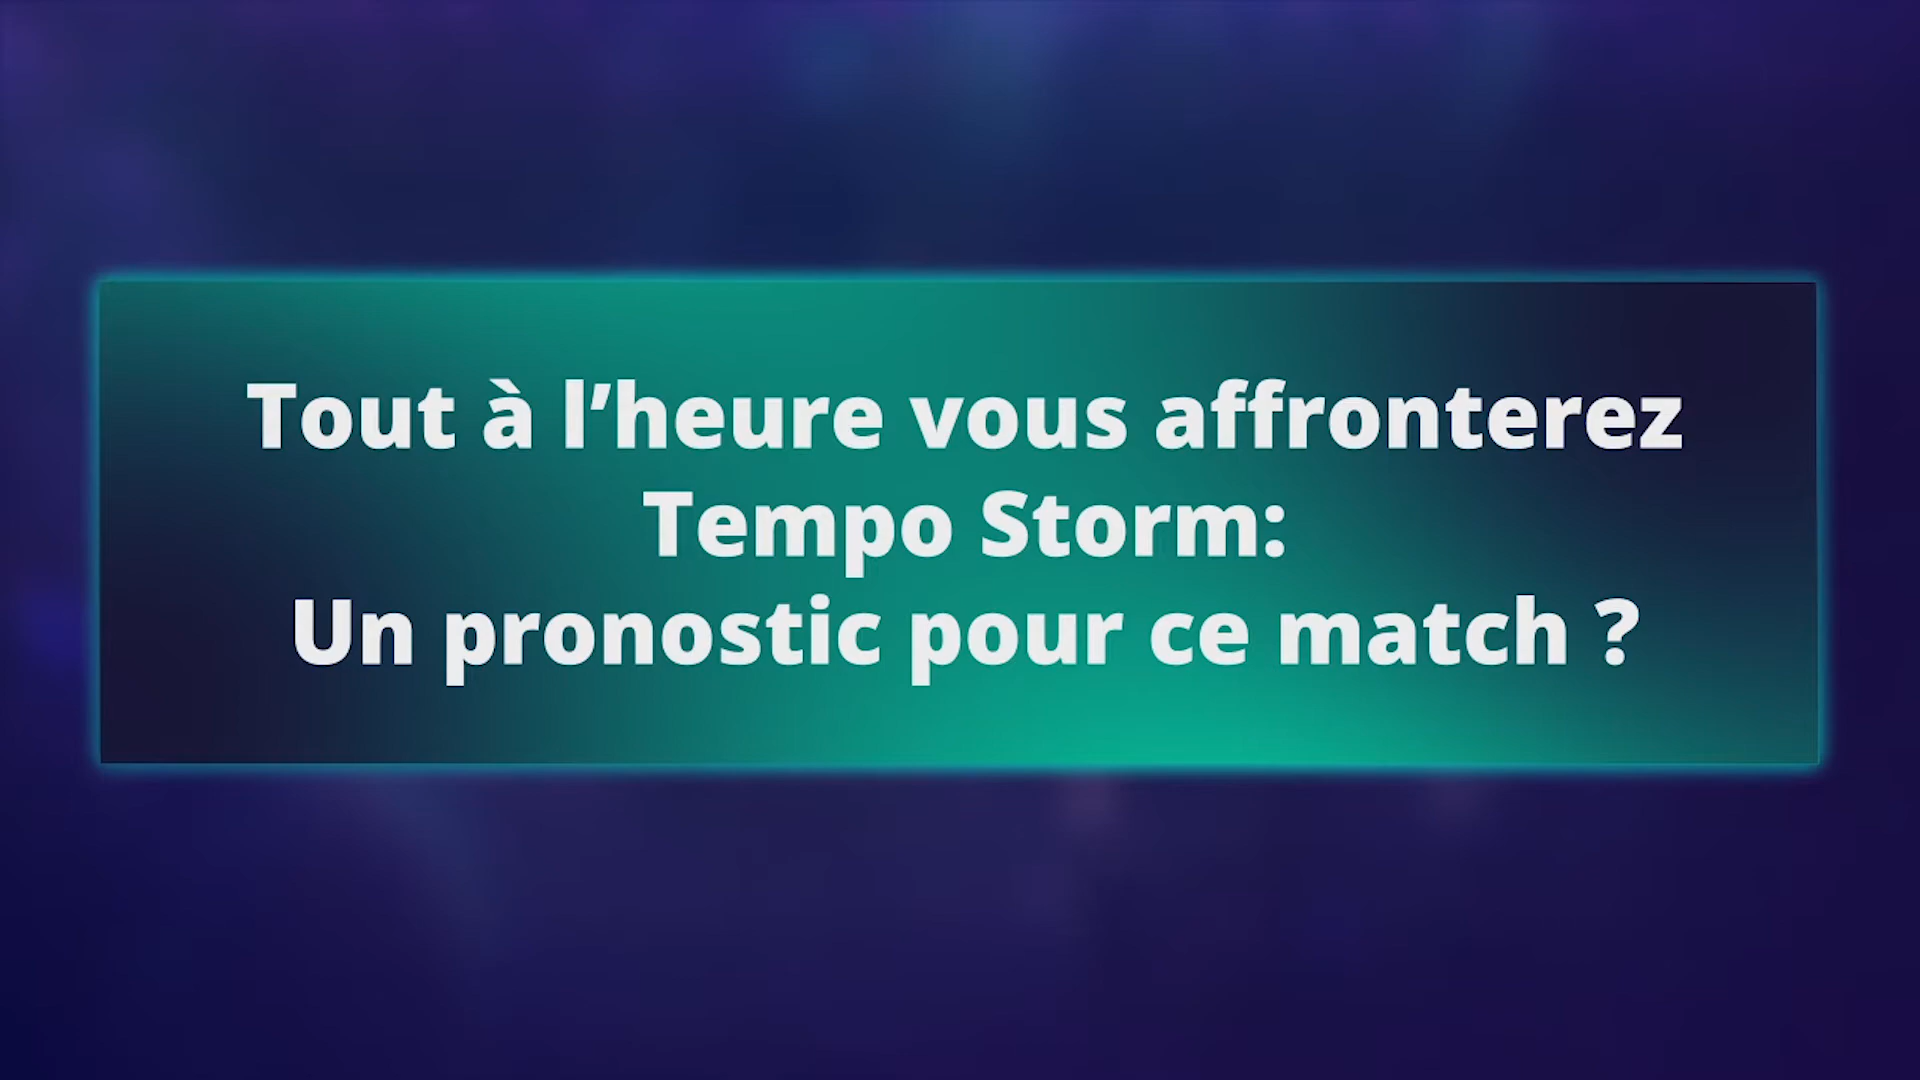 Tout à l’heure vous affronterez
Tempo Storm:
Un pronostic pour ce match ?